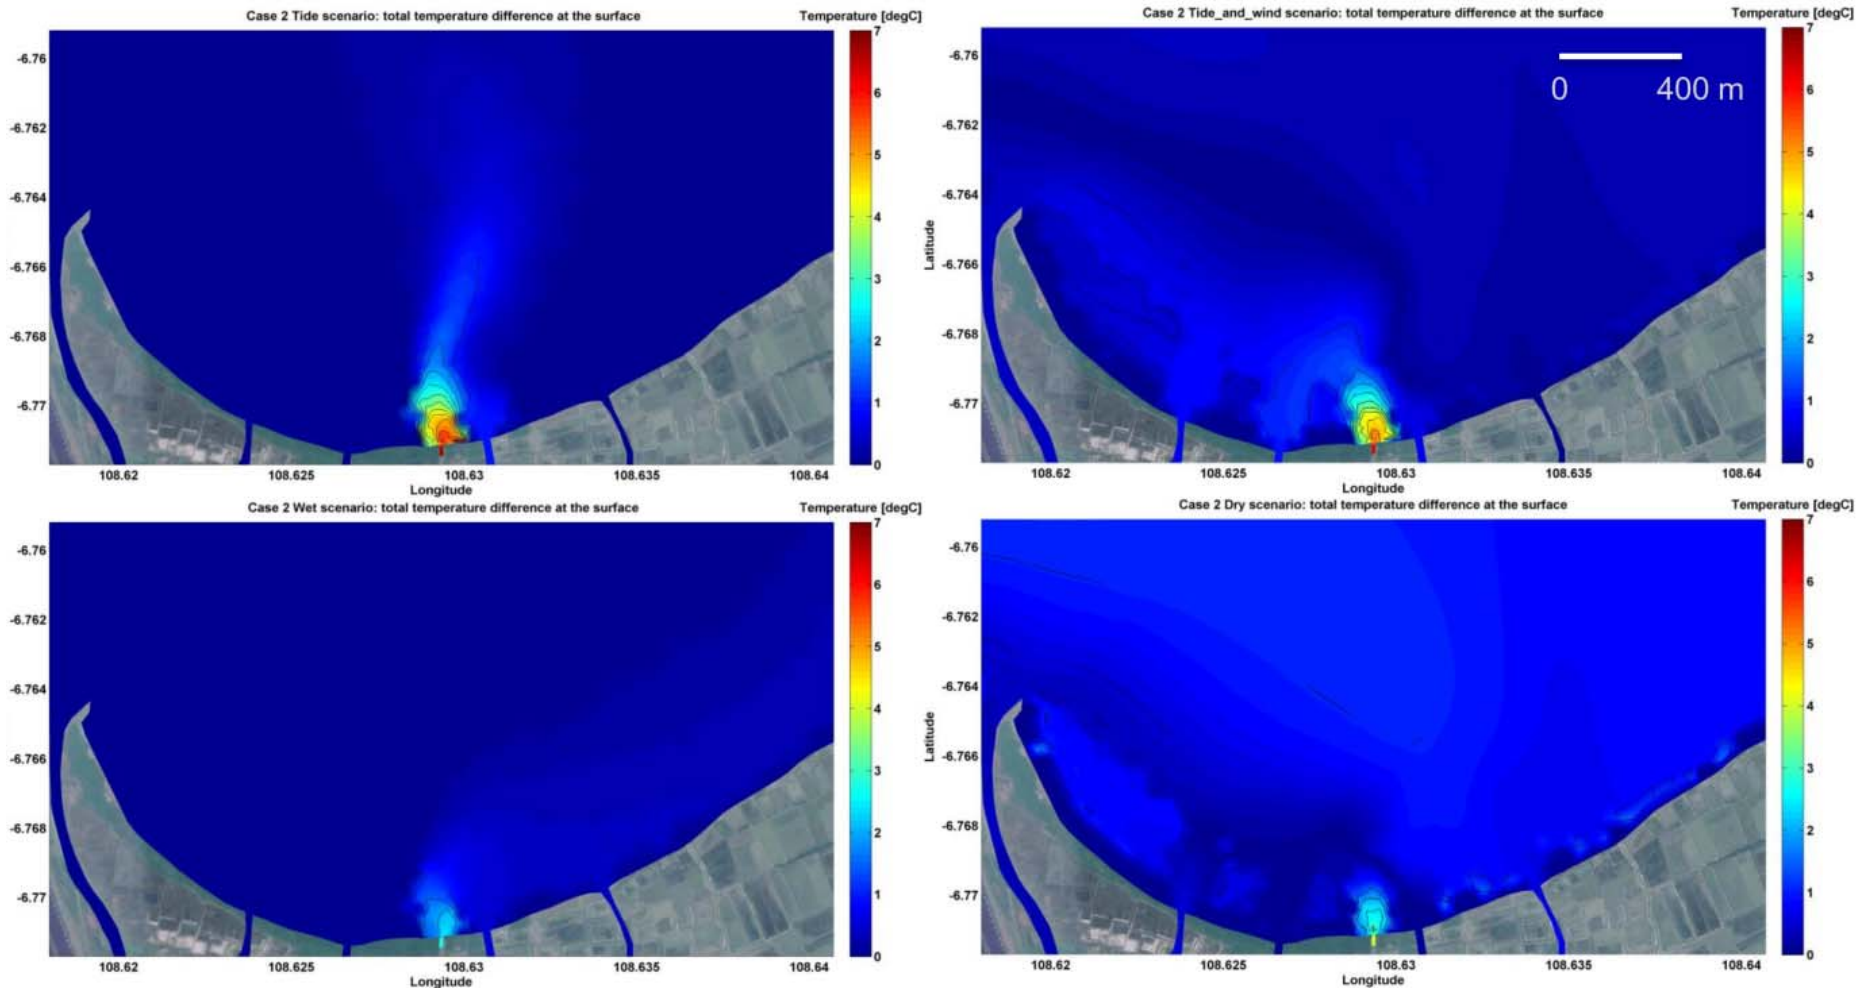 Case 2 Tide scenario: total temperature difference at the surface
Temperature [degC]
-6.76
-6.762
-6.764
-6.766
-6.768
-6.77
7
6
5
4
3
2
1
0
108.62 108.625 108.63 108.635 108.64
Longitude
Case 2 Tide_and_wind scenario: total temperature difference at the surface
Temperature [degC]
0 400 m
Latitude
-6.76
-6.762
-6.764
-6.766
-6.768
-6.77
7
6
5
4
3
2
1
0
108.62 108.625 108.63 108.635 108.64
Longitude
Case 2 Wet scenario: total temperature difference at the surface
Temperature [degC]
-6.76
-6.762
-6.764
-6.766
-6.768
-6.77
7
6
5
4
3
2
1
0
108.62 108.625 108.63 108.635 108.64
Longitude
Case 2 Dry scenario: total temperature difference at the surface
Temperature [degC]
Latitude
-6.76
-6.762
-6.764
-6.766
-6.768
-6.77
7
6
5
4
3
2
1
0
108.62 108.625 108.63 108.635 108.64
Longitude